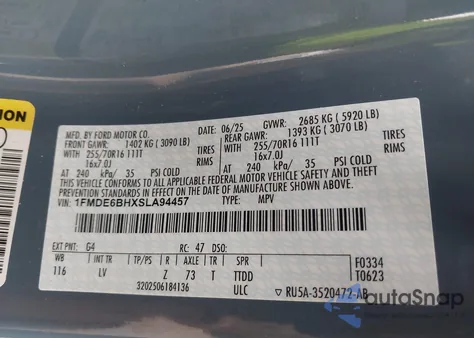 ION
MFD. BY FORD MOTOR CO.
DATE: 06/25 GVWR: 2685 KG ( 5920 LB)
FRONT GAWR: 1402 KG ( 3090 LB) REAR GAWR: 1393 KG ( 3070 LB)
WITH 255/70R16 111T TIRES WITH 255/70R16 111T TIRES
16x7.0J RIMS 16x7.0J RIMS
AT 240 kPa/ 35 PSI COLD AT 240 kPa/ 35 PSI COLD
THIS VEHICLE CONFORMS TO ALL APPLICABLE FEDERAL MOTOR VEHICLE SAFETY AND THEFT
PREVENTION STANDARDS IN EFFECT ON THE DATE OF MANUFACTURE SHOWN ABOVE.
VIN: 1FMDE6BHXSLA94457 TYPE: MPV
EXT PNT: G4 RC: 47 DSO: F0334
WB INT TR TP/PS R AXLE TR SPR T0623
116 LV Z 73 T TTDD
3202506184136 ULC ▽ RU5A-3520472-AB
autoSnap